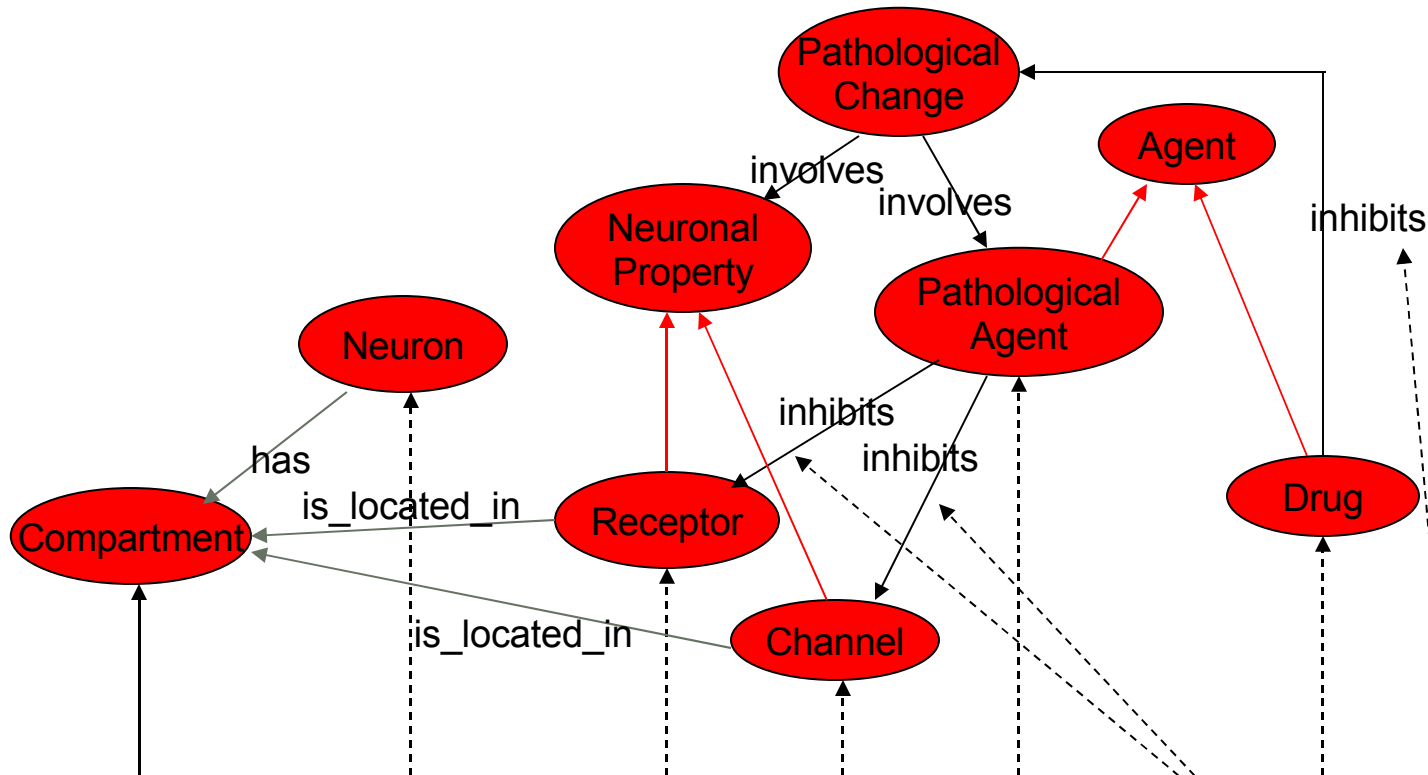 Pathological
Change
Agent
involves
involves
inhibits
Neuronal
Property
Pathological
Agent
Neuron
inhibits
inhibits
has
is_located_in
Compartment
Receptor
Drug
is_located_in
Channel